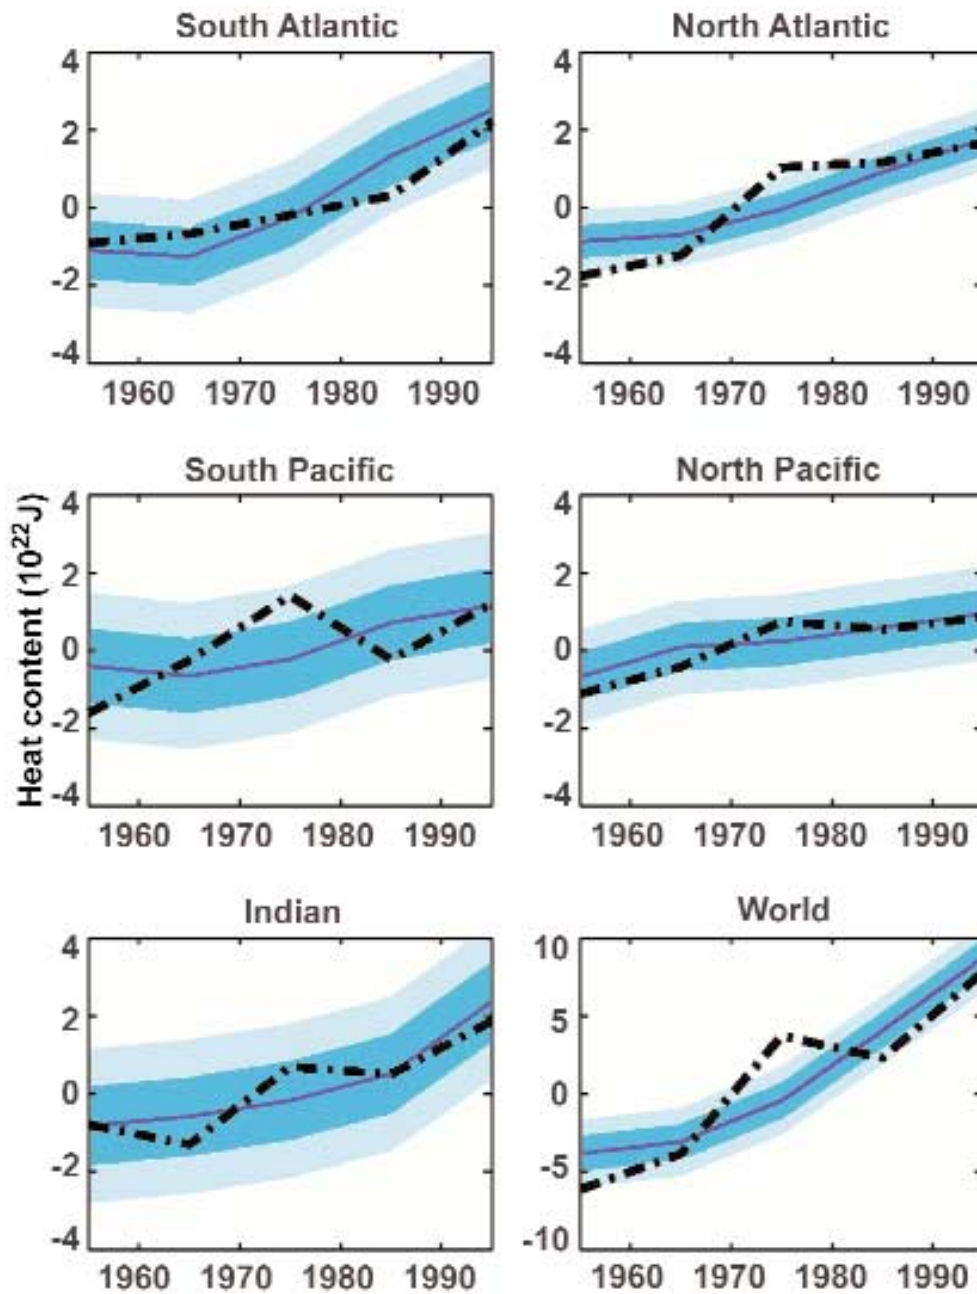 South Atlantic
4
2
0
-2
-4
1960 1970 1980 1990
North Atlantic
4
2
0
-2
-4
1960 1970 1980 1990
Heat content (10²²J)
South Pacific
4
2
0
-2
-4
1960 1970 1980 1990
North Pacific
4
2
0
-2
-4
1960 1970 1980 1990
Indian
4
2
0
-2
-4
1960 1970 1980 1990
World
10
5
0
-5
-10
1960 1970 1980 1990